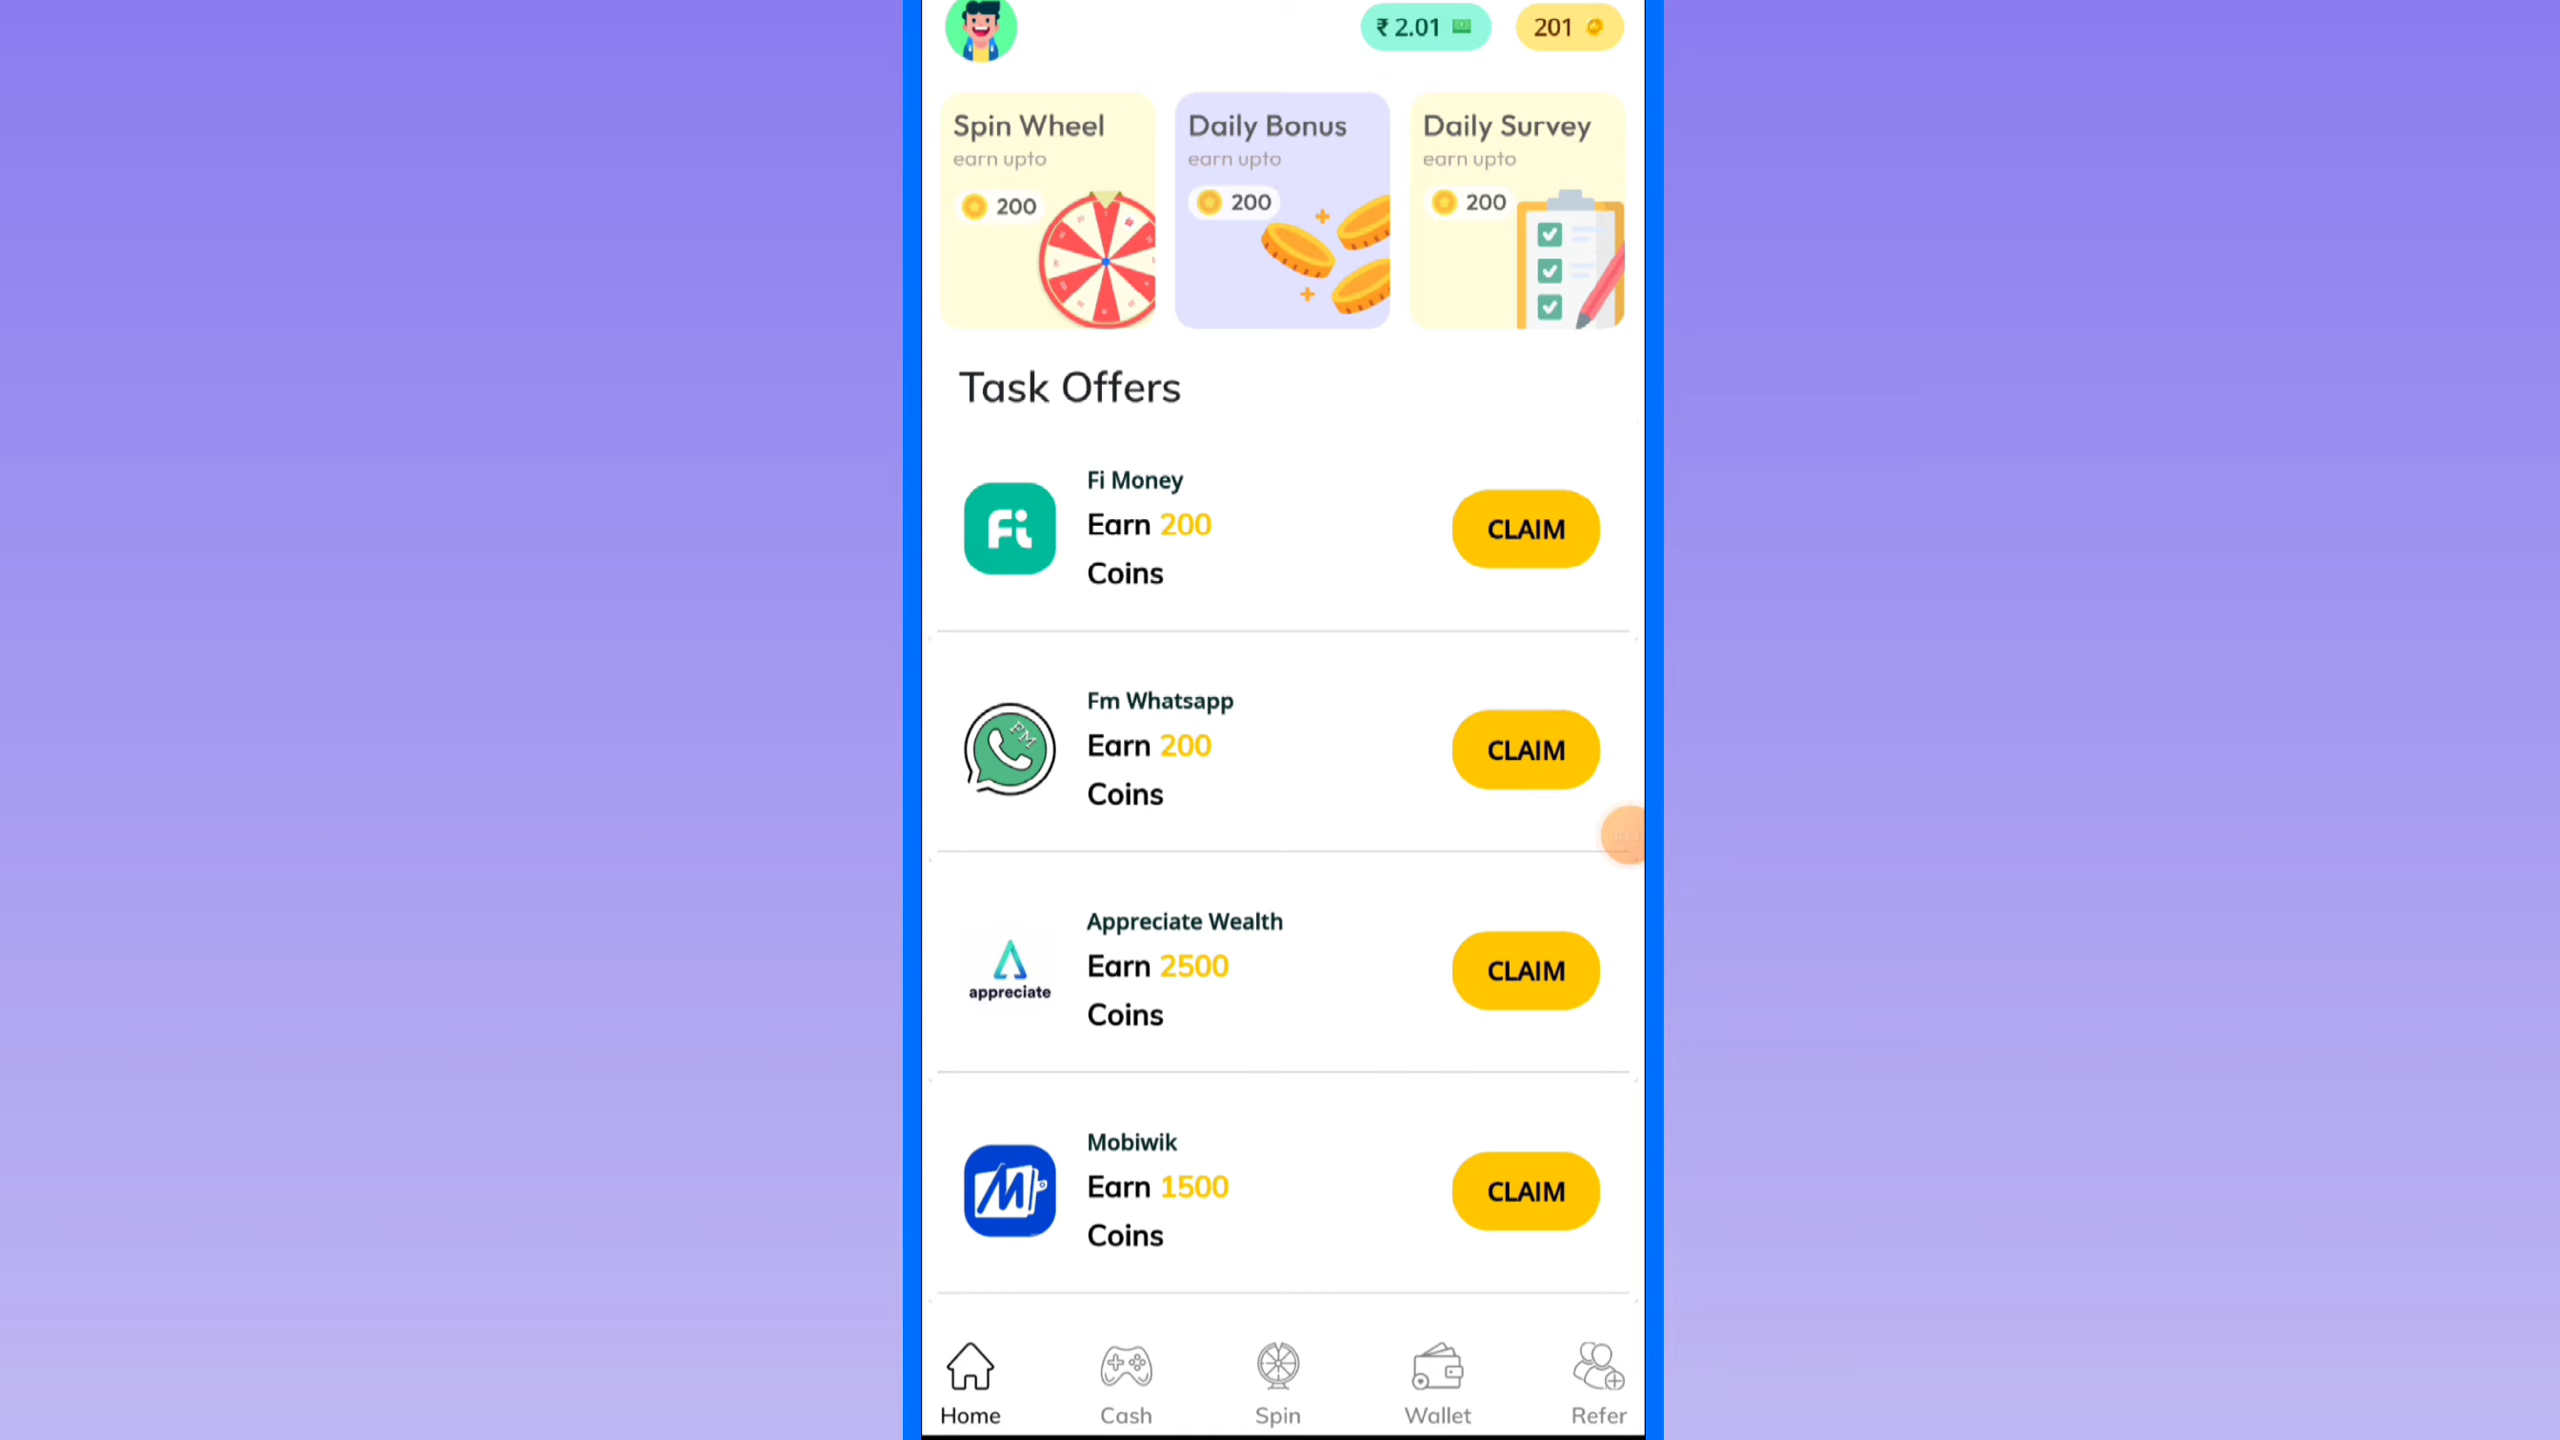 ₹ 2.01
201
Spin Wheel
earn upto
200
Daily Bonus
earn upto
200
Daily Survey
earn upto
200
Task Offers
Fi
Fi Money
Earn 200
Coins
CLAIM
FM
Fm Whatsapp
Earn 200
Coins
CLAIM
appreciate
Appreciate Wealth
Earn 2500
Coins
CLAIM
M
Mobiwik
Earn 1500
Coins
CLAIM
Home
Cash
Spin
Wallet
Refer